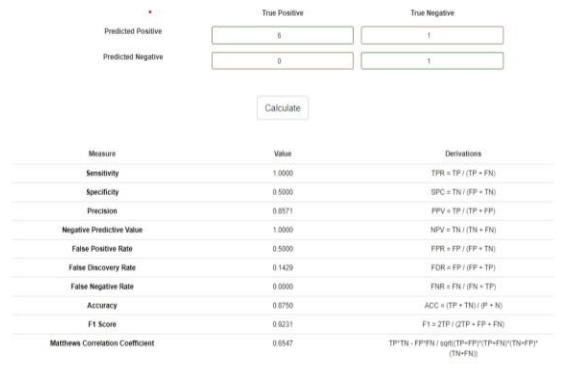 True Positive True Negative
Predicted Positive 6 1
Predicted Negative 0 1
Calculate
Measure Value Derivations
Sensitivity 1.0000 TPR = TP / (TP + FN)
Specificity 0.5000 SPC = TN / (FP + TN)
Precision 0.8571 PPV = TP / (TP + FP)
Negative Predictive Value 1.0000 NPV = TN / (TN + FN)
False Positive Rate 0.5000 FPR = FP / (FP + TN)
False Discovery Rate 0.1429 FDR = FP / (FP + TP)
False Negative Rate 0.0000 FNR = FN / (FN + TP)
Accuracy 0.8750 ACC = (TP + TN) / (P + N)
F1 Score 0.9231 F1 = 2TP / (2TP + FP + FN)
Matthews Correlation Coefficient 0.6547 TP*TN - FP*FN / sqrt((TP+FP)*(TP+FN)*(TN+FP)*
(TN+FN))